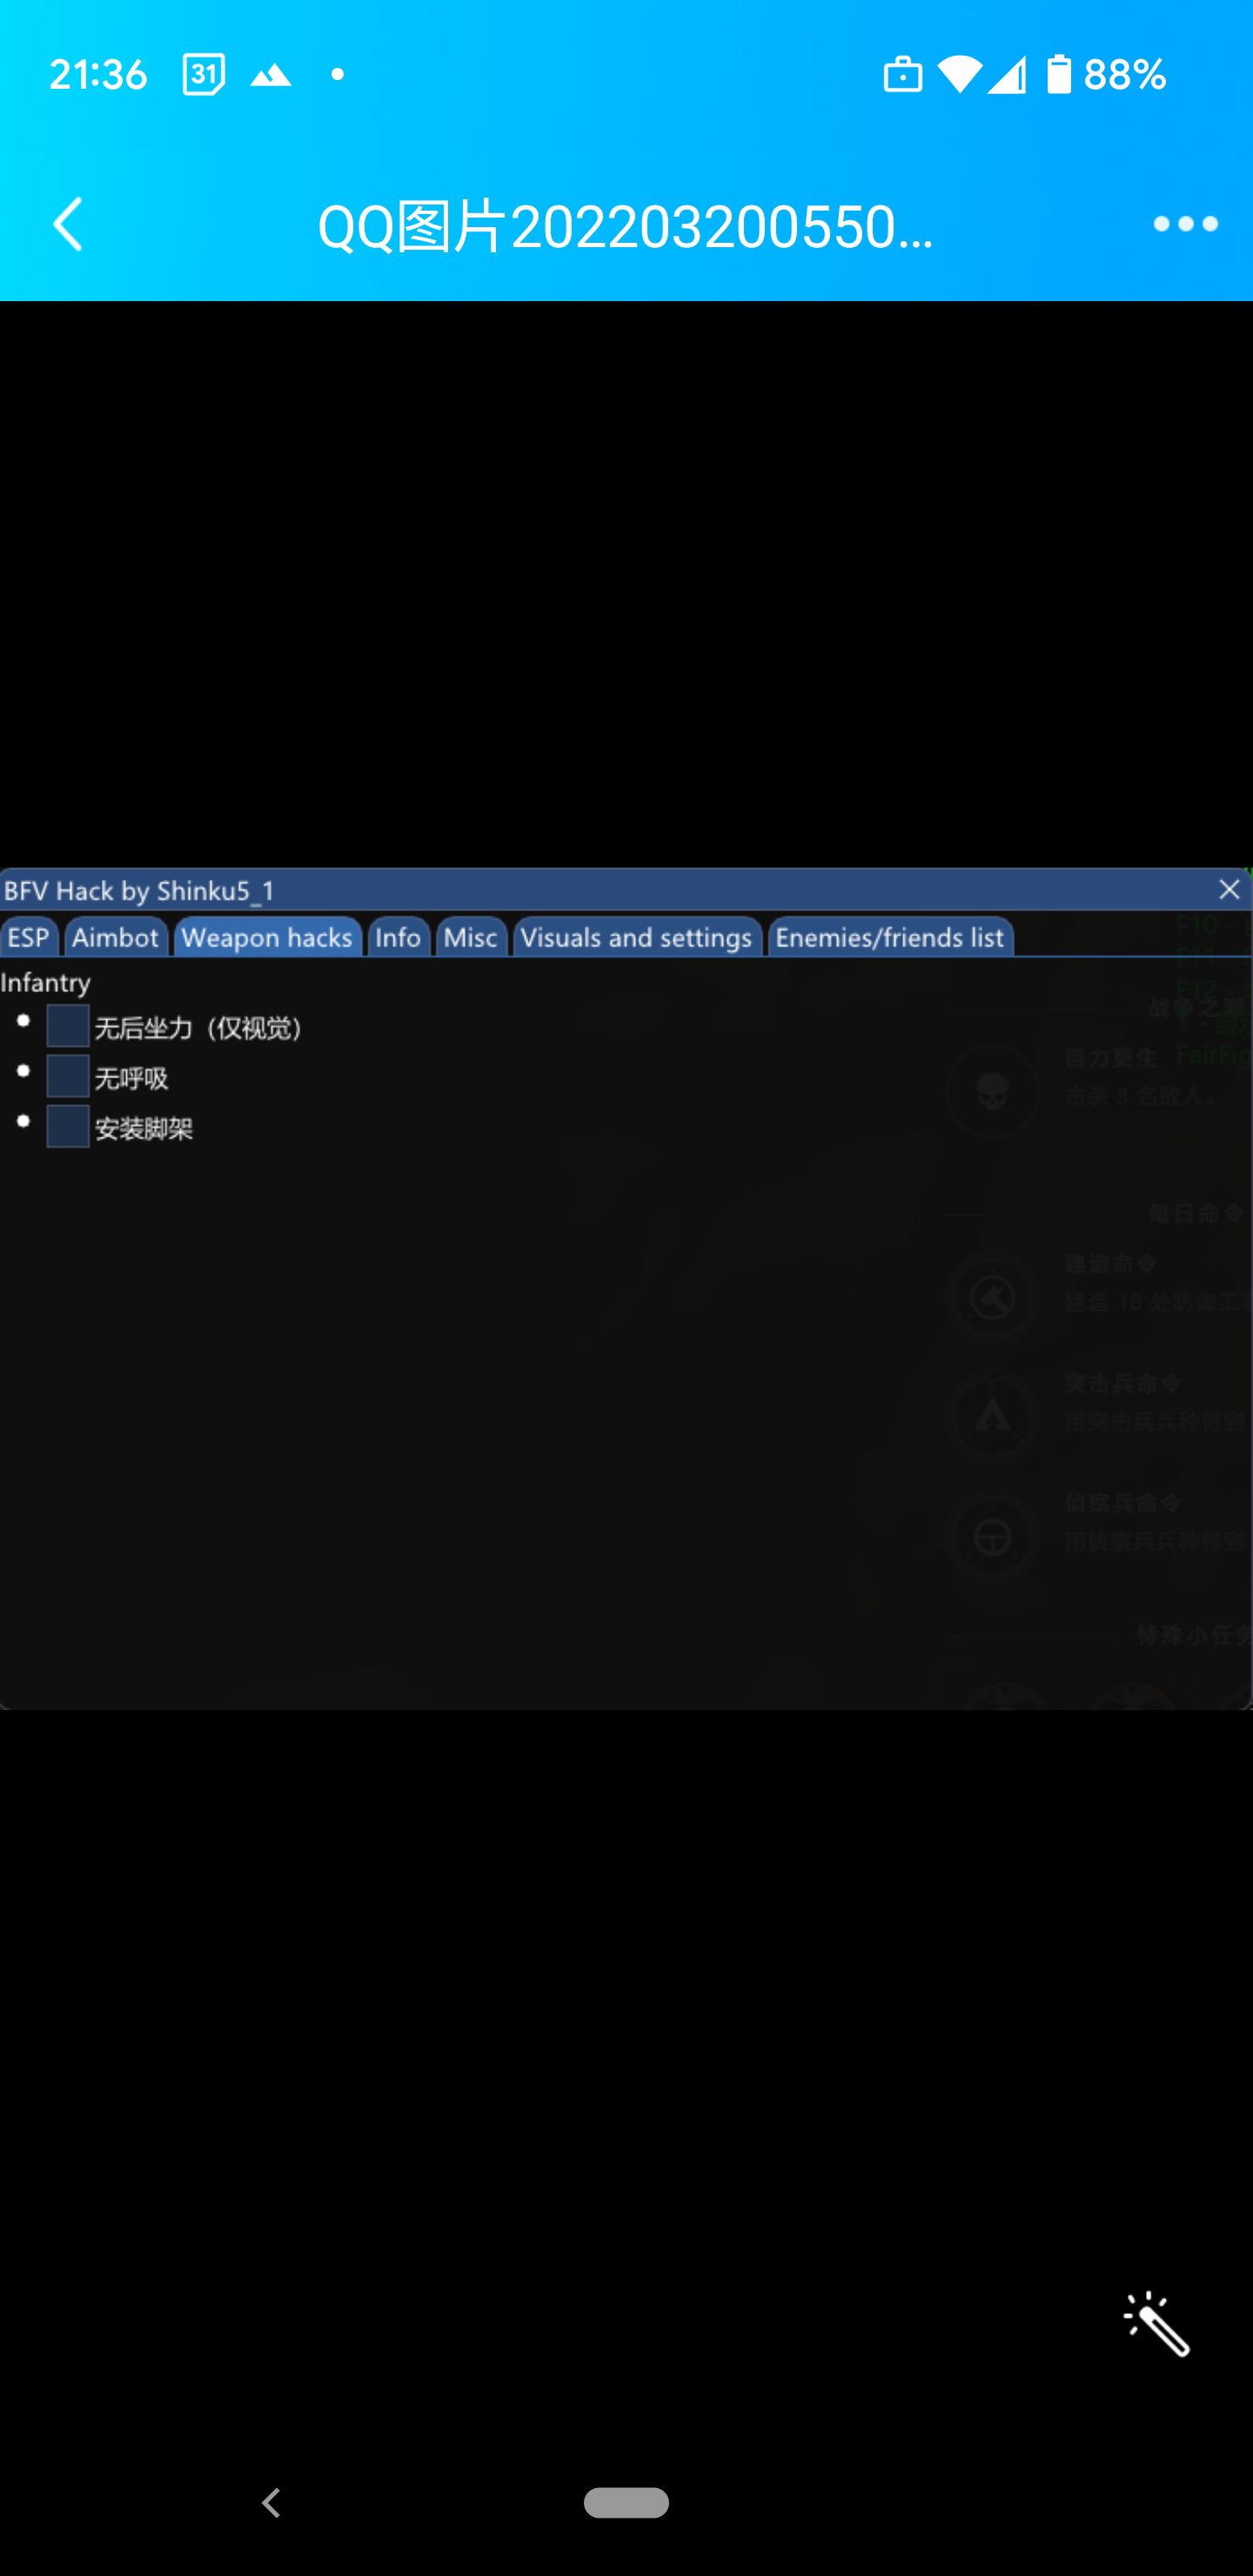 21:36 31 88%
QQ图片202203200550...
BFV Hack by Shinku5_1
ESP Aimbot Weapon hacks Info Misc Visuals and settings Enemies/friends list
Infantry
无后坐力（仅视觉）
无呼吸
安装脚架
F10 -
F11 -
F12 -
战争之潮
1 -
自力更生
FairFig
击杀 3 名敌人。
每日命令
建造命令
建造 10 处防御工
突击兵命令
用突击兵兵种得到
侦察兵命令
用侦察兵兵种得到
特殊小任务